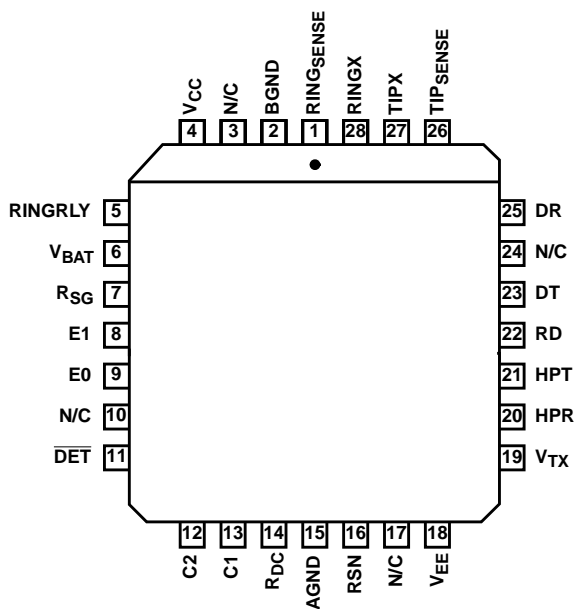 VCC
N/C
BGND
RINGSENSE
RINGX
TIPX
TIPSENSE
4 3 2 1 28 27 26
RINGRLY 5
VBAT 6
RSG 7
E1 8
E0 9
N/C 10
DET 11
25 DR
24 N/C
23 DT
22 RD
21 HPT
20 HPR
19 VTX
12 13 14 15 16 17 18
C2
C1
RDC
AGND
RSN
N/C
VEE